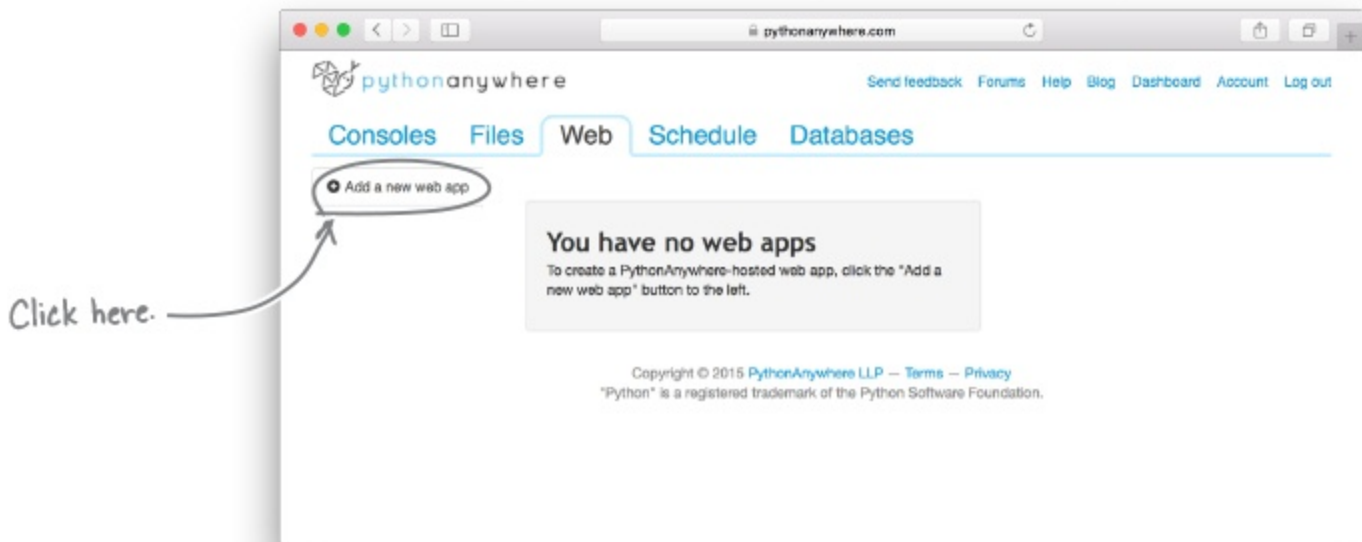 pythonanywhere.com
pythonanywhere
Send feedback Forums Help Blog Dashboard Account Log out
Consoles Files Web Schedule Databases
Add a new web app
You have no web apps
To create a PythonAnywhere-hosted web app, click the "Add a
new web app" button to the left.
Click here.
Copyright © 2015 PythonAnywhere LLP — Terms — Privacy
"Python" is a registered trademark of the Python Software Foundation.